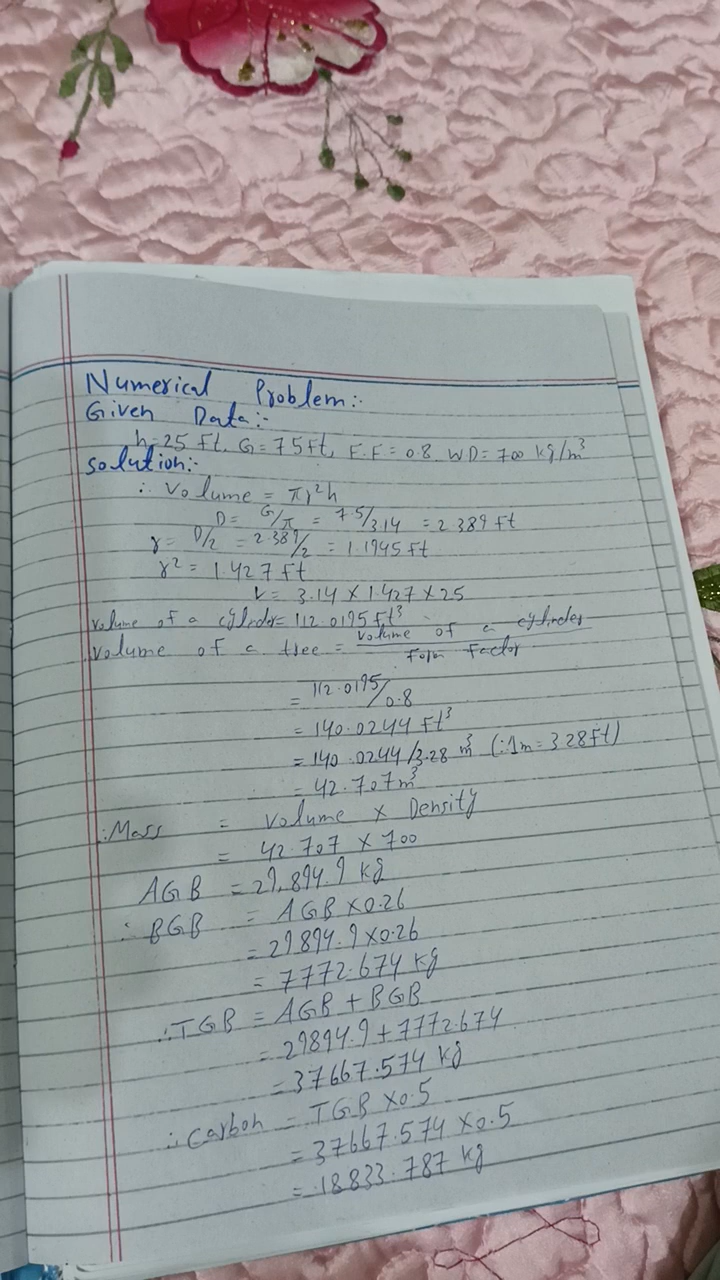 Numerical Problem:-
Given Data:-
h=25 ft, G=7.5ft, F.F=0.8 WD=700 kg/m³
Solution:-
∴ Volume = πr²h
D= G/π = 7.5/3.14 = 2.389 ft
r= D/2 = 2.389/2 = 1.1945 ft
r² = 1.427 ft
V= 3.14 × 1.427 × 25
Volume of a cylinder= 112.0195 ft³
Volume of a tree = Volume of a cylinder/Form Factor
= 112.0195/0.8
= 140.0244 ft³
= 140.0244/3.28 m³ (∵1m=3.28ft)
= 42.707m³
∴Mass = Volume × Density
= 42.707 × 700
AGB = 29,894.9 kg
∴ BGB = AGB×0.26
= 29894.9×0.26
= 7772.674 kg
∴TGB = AGB + BGB
= 29894.9+7772.674
= 37667.574 kg
∴Carbon = TGB×0.5
= 37667.574×0.5
= 18833.787 kg